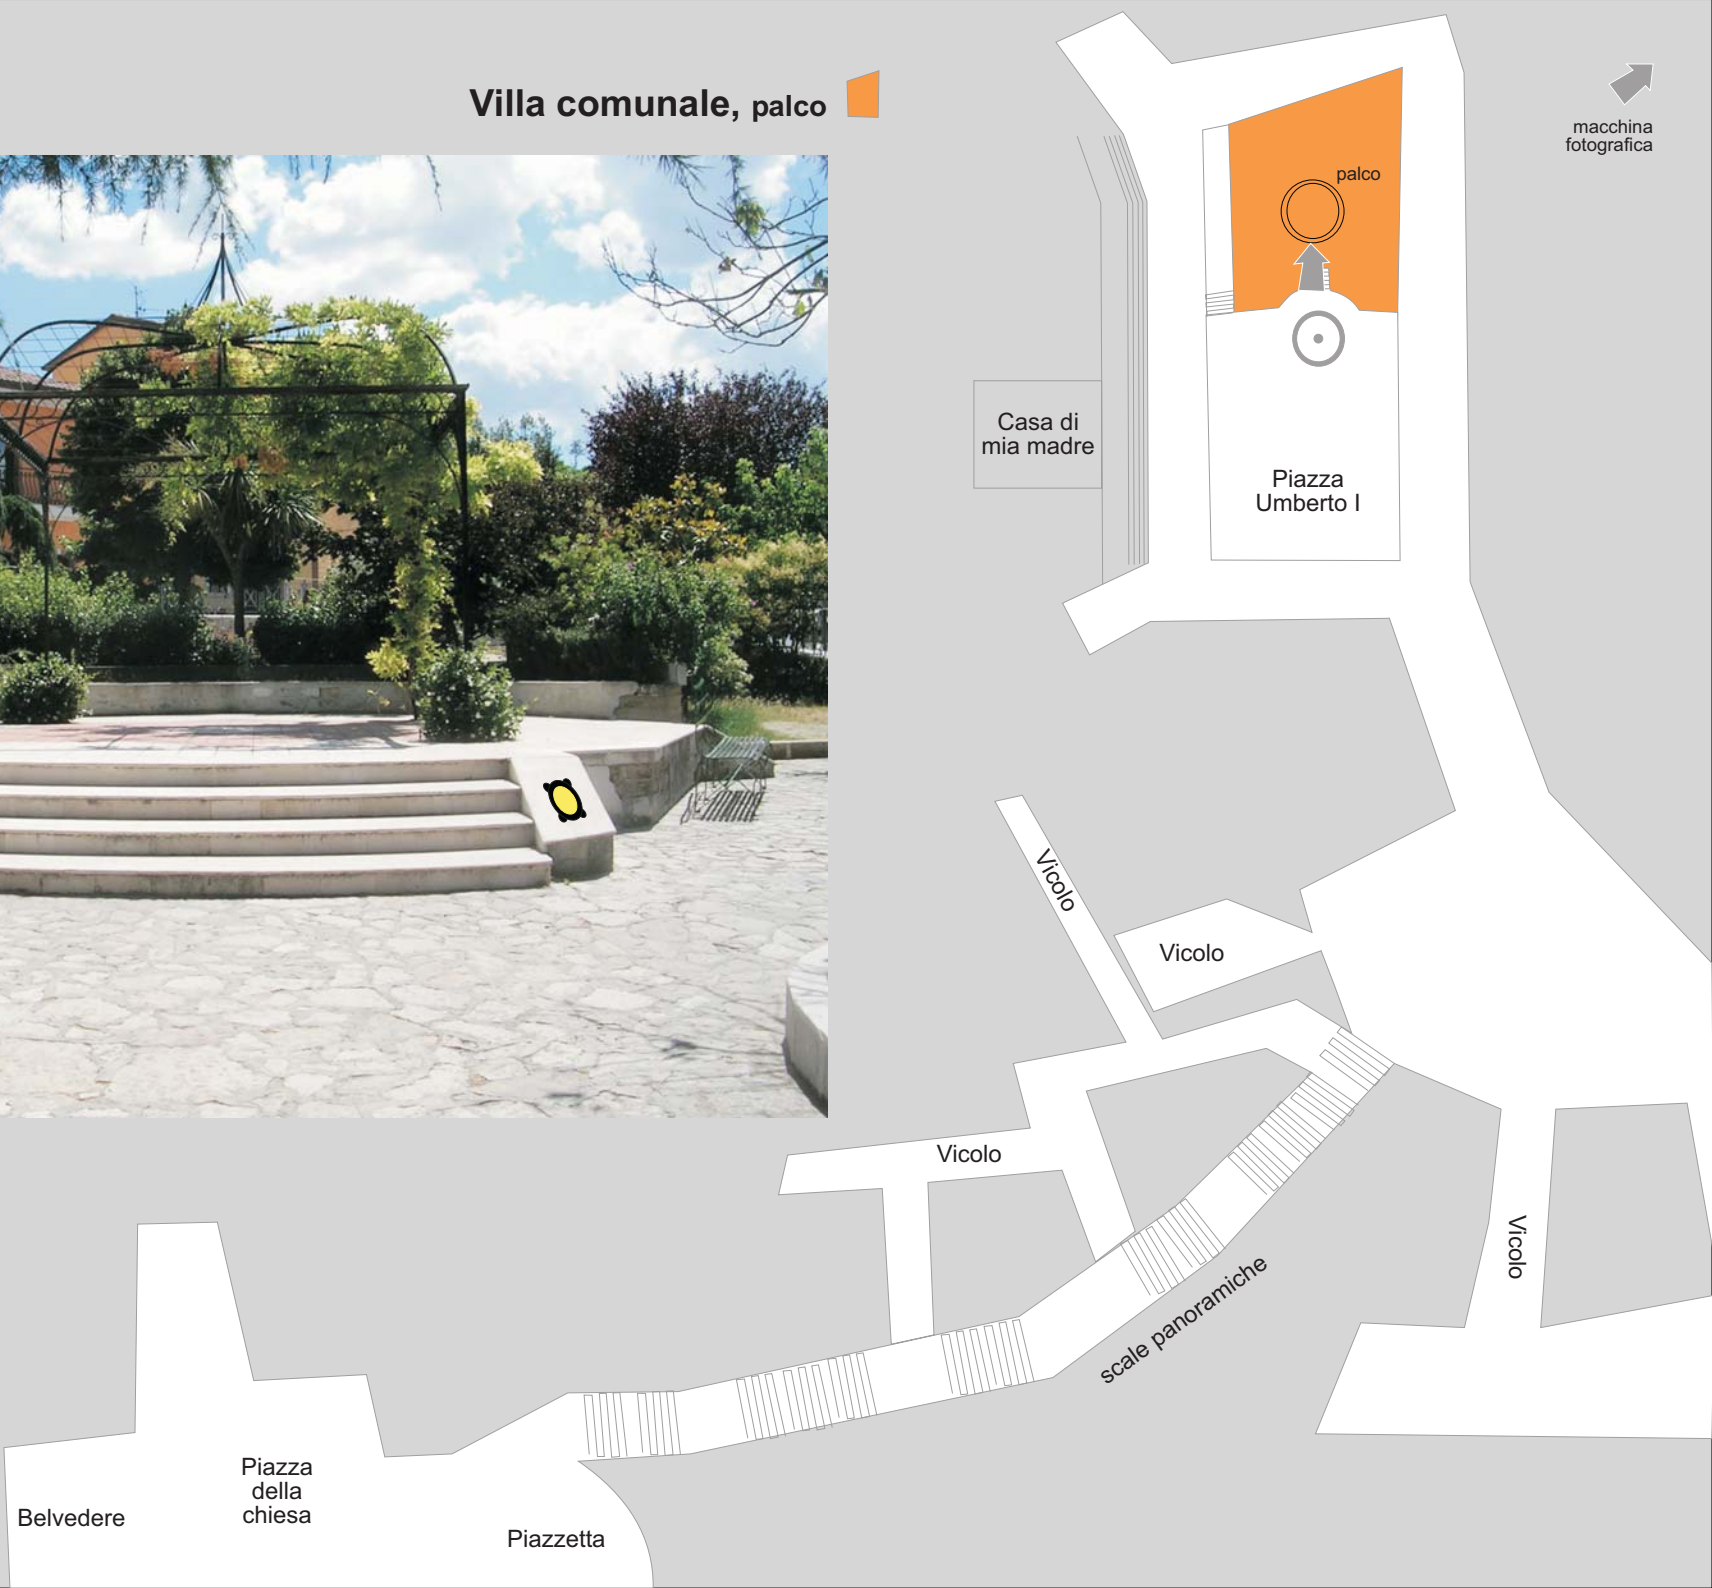 Villa comunale, palco
macchina
fotografica
palco
Casa di
mia madre
Piazza
Umberto I
Vicolo
Vicolo
Vicolo
Vicolo
scale panoramiche
Piazza
della
chiesa
Belvedere
Piazzetta